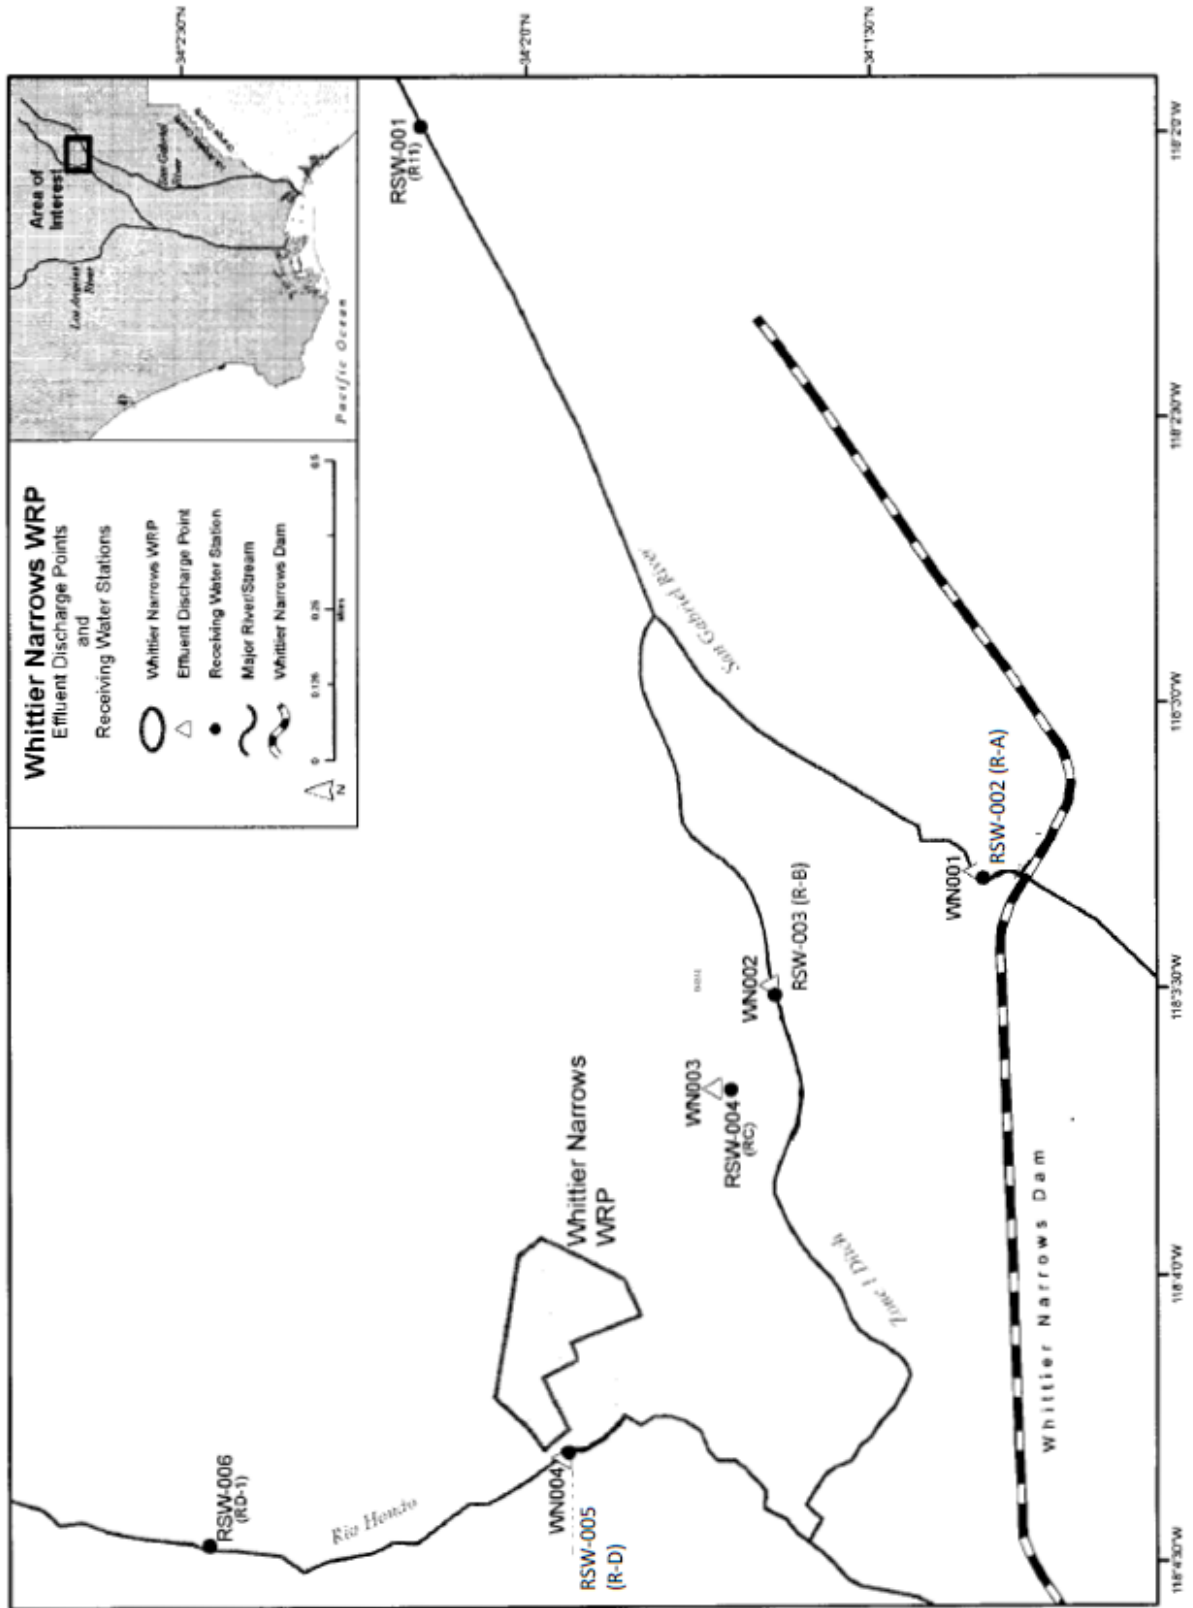 Whittier Narrows WRP
Effluent Discharge Points
and
Receiving Water Stations
Whittier Narrows WRP
Effluent Discharge Point
Receiving Water Station
Major River/Stream
Whittier Narrows Dam
N
0
0.125
0.25
0.5
miles
Area of
Interest
Los Angeles
River
San Gabriel
River
Los Angeles County
Orange County
Pacific Ocean
34°2'30"N
34°2'0"N
34°1'30"N
118°2'0"W
118°2'30"W
118°3'0"W
118°3'30"W
118°4'0"W
118°4'30"W
RSW-001
(R11)
San Gabriel River
WN001
RSW-002 (R-A)
WN002
RSW-003 (R-B)
WN003
RSW-004
(RC)
Whittier Narrows
WRP
Zone 1 Ditch
Whittier Narrows Dam
RSW-006
(RD-1)
Rio Hondo
WN004
RSW-005
(R-D)